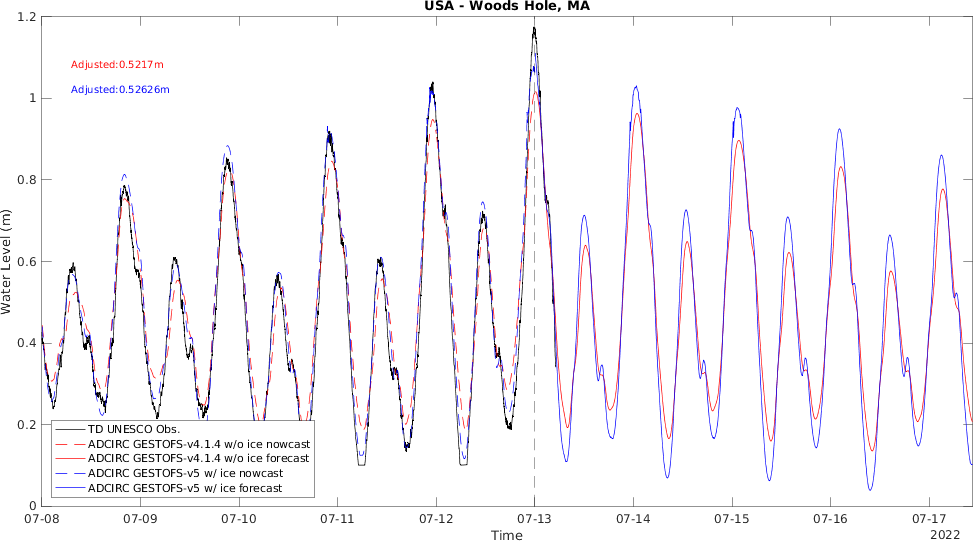 USA - Woods Hole, MA
1.2
1
0.8
0.6
0.4
0.2
0
Water Level (m)
Adjusted:0.5217m
Adjusted:0.52626m
TD UNESCO Obs.
ADCIRC GESTOFS-v4.1.4 w/o ice nowcast
ADCIRC GESTOFS-v4.1.4 w/o ice forecast
ADCIRC GESTOFS-v5 w/ ice nowcast
ADCIRC GESTOFS-v5 w/ ice forecast
07-08 07-09 07-10 07-11 07-12 07-13 07-14 07-15 07-16 07-17
Time
2022